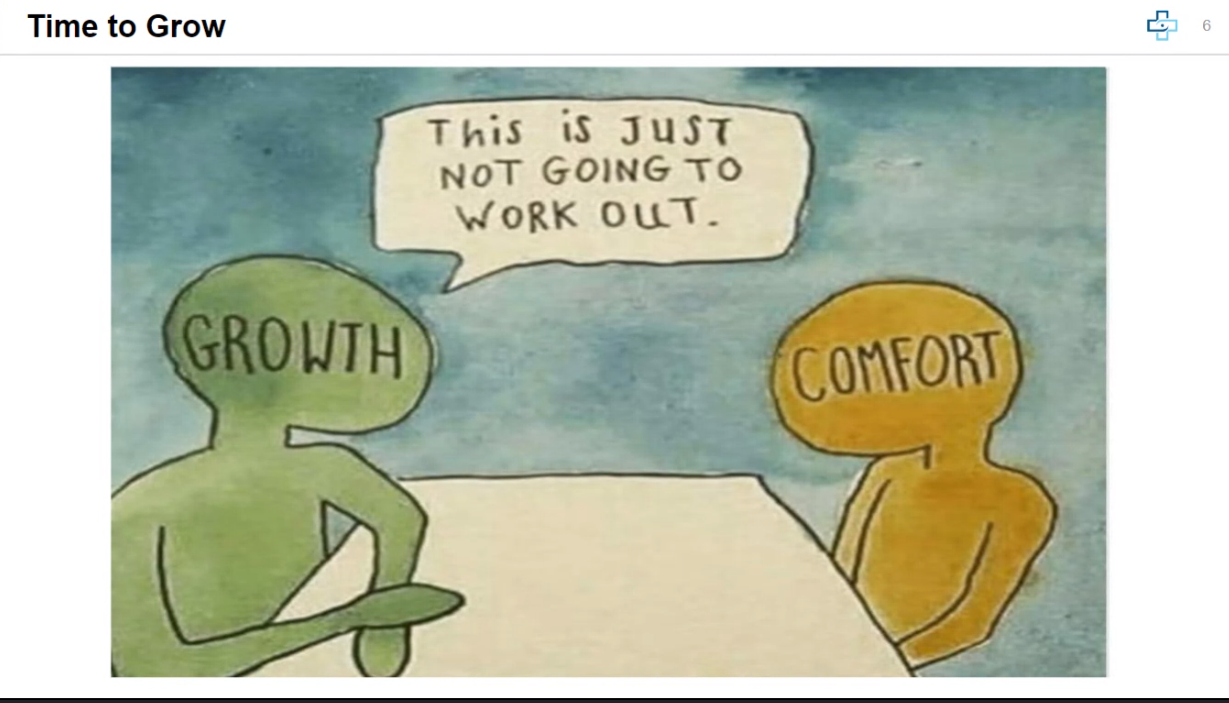 Time to Grow
6
This is JUST
NOT GOING TO
WORK OUT.
GROWTH
COMFORT